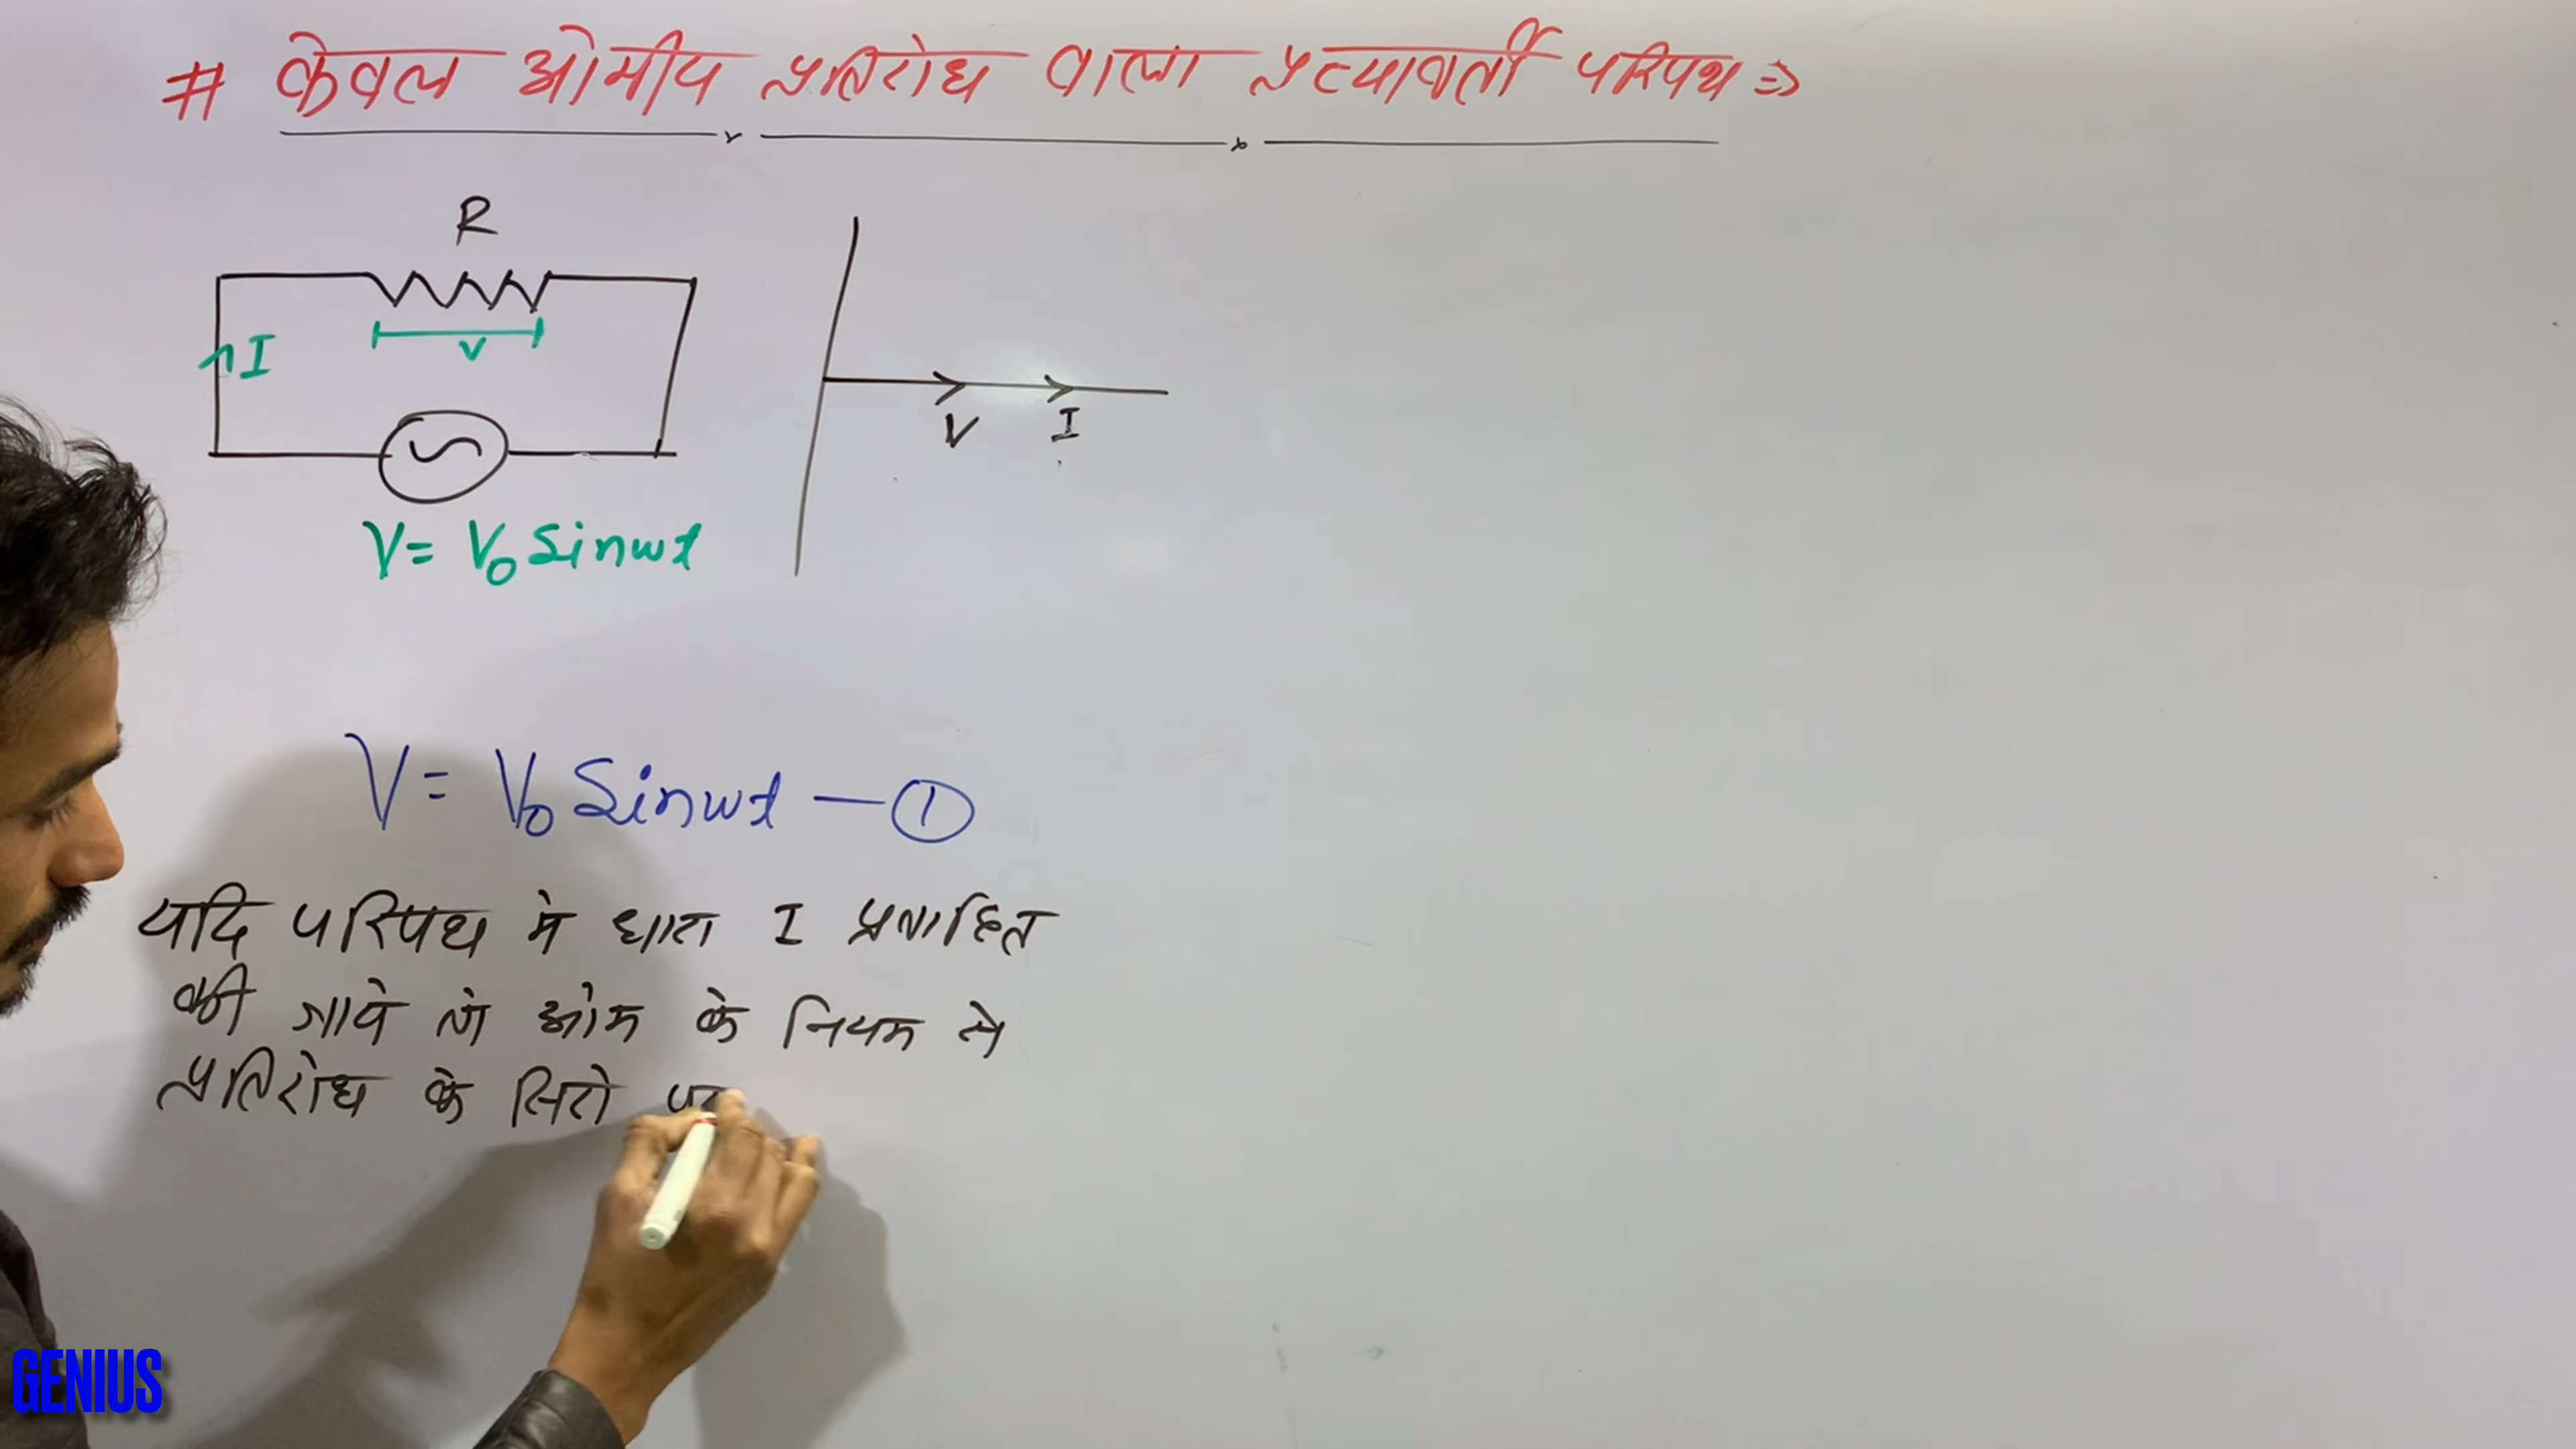 # केवल ओमीय प्रतिरोध वाला प्रत्यावर्ती परिपथ ⇒
R
I
V
V
I
V = V₀ Sinωt
V = V₀ Sinωt — ①
यदि परिपथ मे धारा I प्रवाहित
की जावे तो ओम के नियम से
प्रतिरोध के सिरो पर
GENIUS